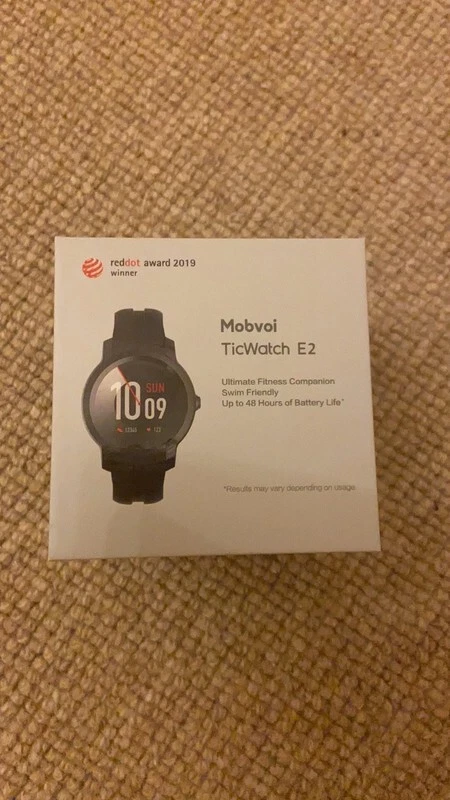 reddot award 2019
winner
Mobvoi
TicWatch E2
Ultimate Fitness Companion
Swim Friendly
Up to 48 Hours of Battery Life*
*Results may vary depending on usage.
10
SUN
09